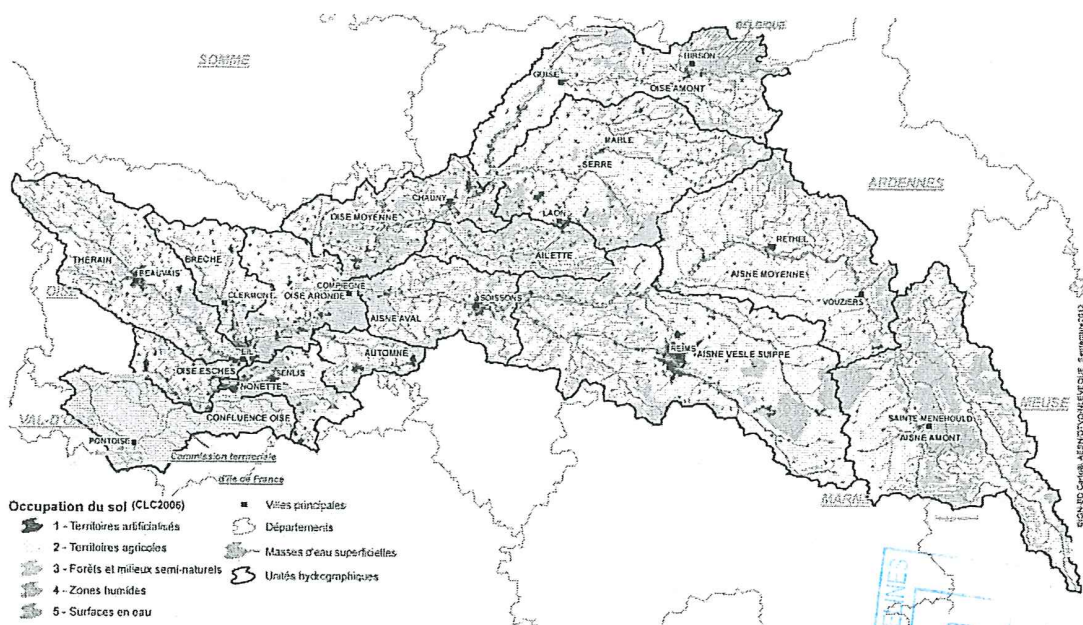 BELGIQUE
SOMME
HIRSON
GUISE
OISE AMONT
MARLE
SERRE
ARDENNES
CHAUNY
OISE MOYENNE
LAON
THERAIN
BRECHE
RETHEL
AILETTE
BEAUVAIS
AISNE MOYENNE
COMPIEGNE
CLERMONT
OISE ARONDE
SOISSONS
VOUZIERS
AISNE AVAL
REIMS
AISNE VESLE SUIPPE
AUTOMNE
OISE ESCHES
SENLIS
NONETTE
MEUSE
CONFLUENCE OISE
VAL-D'O
SAINTE MENEHOULD
AISNE AMONT
PONTOISE
Commission territoriale
d'Ile de France
MARNE
Occupation du sol (CLC2006)
1 - Territoires artificialisés
2 - Territoires agricoles
3 - Forêts et milieux semi-naturels
4 - Zones humides
5 - Surfaces en eau
Villes principales
Départements
Masses d'eau superficielles
Unités hydrographiques
ENNES